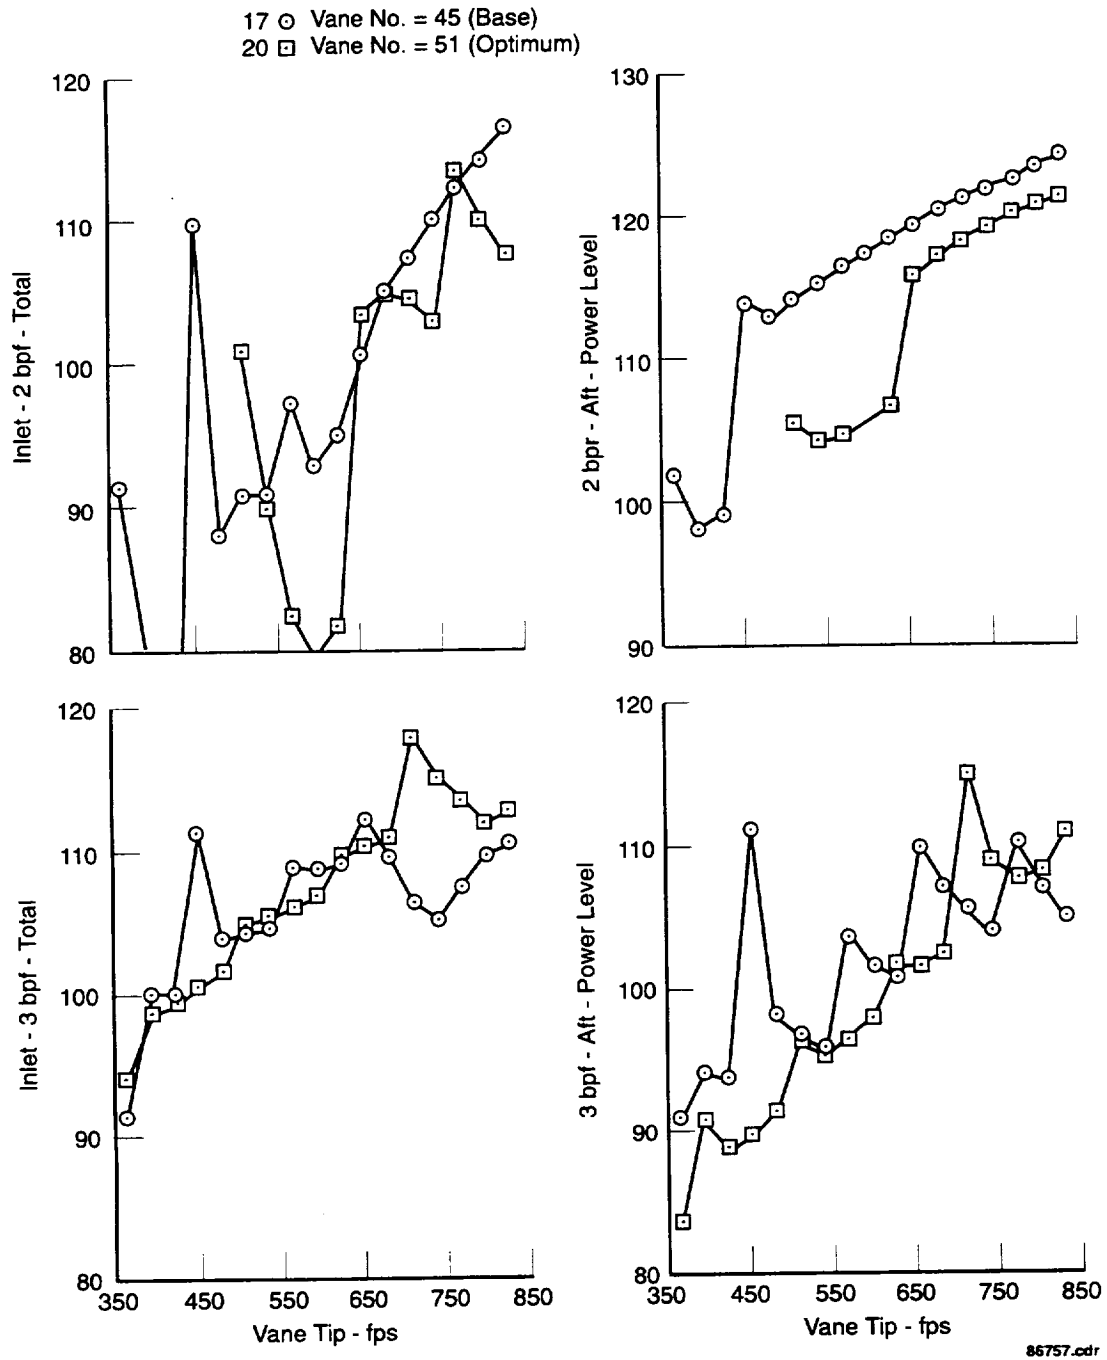 17 Vane No. = 45 (Base)
20 Vane No. = 51 (Optimum)
120
110
100
90
80
Inlet - 2 bpf - Total
130
120
110
100
90
2 bpr - Aft - Power Level
120
110
100
90
80
Inlet - 3 bpf - Total
350 450 550 650 750 850
Vane Tip - fps
120
110
100
90
80
3 bpf - Aft - Power Level
350 450 550 650 750 850
Vane Tip - fps
86757.cdr